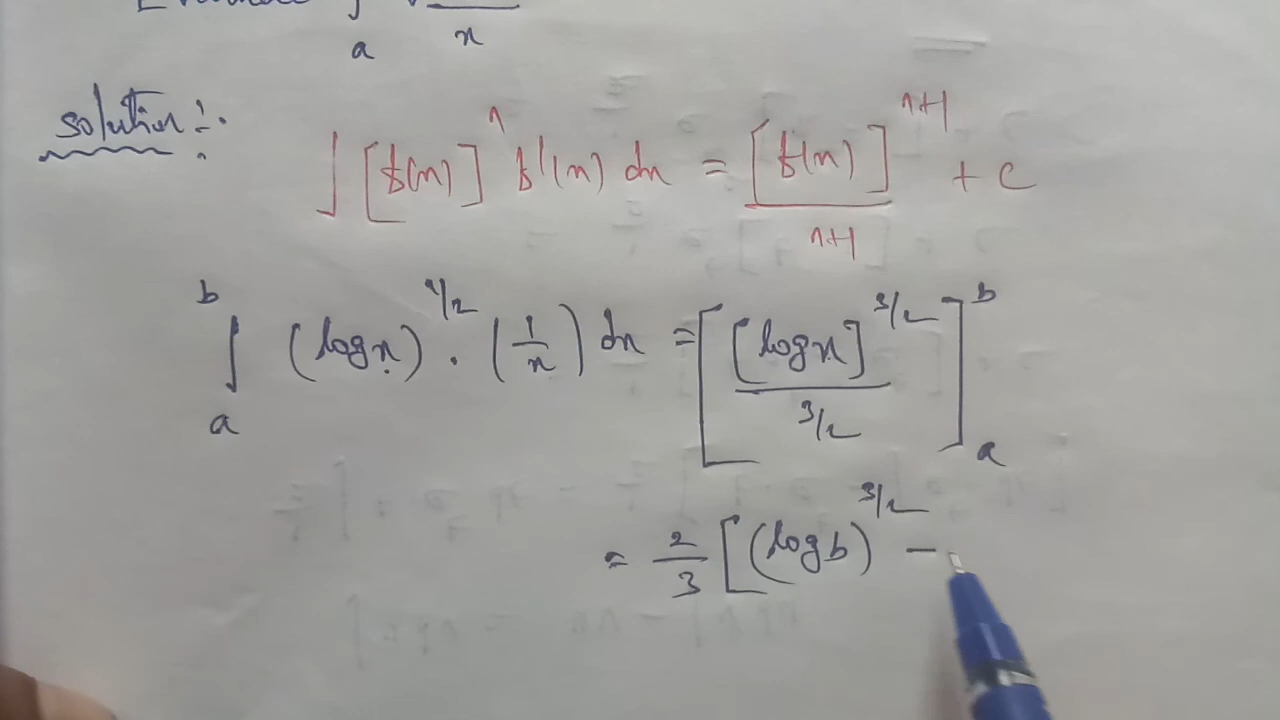 ∫ √ x
a
solution :-
∫ [f(x)]^n f'(x) dx = [f(x)]^n+1 / n+1 + c
∫_a^b (log x)^1/2 · (1/x) dx = [ [log x]^3/2 / 3/2 ]_a^b
= 2/3 [ (log b)^3/2 −